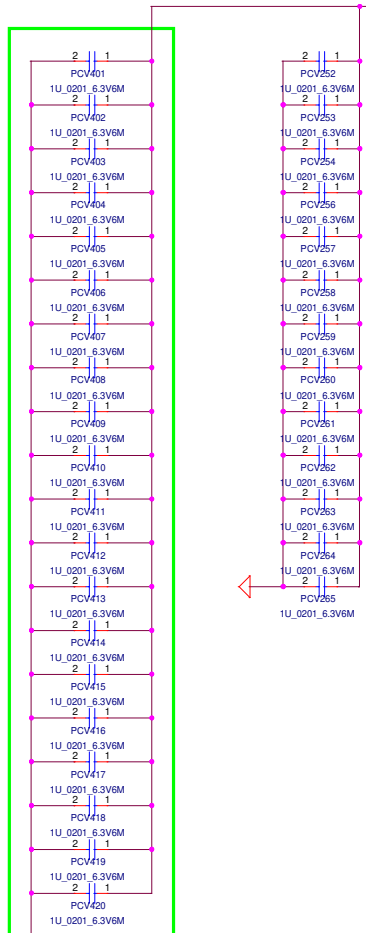 2 1
PCV401
1U_0201_6.3V6M
2 1
PCV402
1U_0201_6.3V6M
2 1
PCV403
1U_0201_6.3V6M
2 1
PCV404
1U_0201_6.3V6M
2 1
PCV405
1U_0201_6.3V6M
2 1
PCV406
1U_0201_6.3V6M
2 1
PCV407
1U_0201_6.3V6M
2 1
PCV408
1U_0201_6.3V6M
2 1
PCV409
1U_0201_6.3V6M
2 1
PCV410
1U_0201_6.3V6M
2 1
PCV411
1U_0201_6.3V6M
2 1
PCV412
1U_0201_6.3V6M
2 1
PCV413
1U_0201_6.3V6M
2 1
PCV414
1U_0201_6.3V6M
2 1
PCV415
1U_0201_6.3V6M
2 1
PCV416
1U_0201_6.3V6M
2 1
PCV417
1U_0201_6.3V6M
2 1
PCV418
1U_0201_6.3V6M
2 1
PCV419
1U_0201_6.3V6M
2 1
PCV420
1U_0201_6.3V6M
2 1
PCV252
1U_0201_6.3V6M
2 1
PCV253
1U_0201_6.3V6M
2 1
PCV254
1U_0201_6.3V6M
2 1
PCV256
1U_0201_6.3V6M
2 1
PCV257
1U_0201_6.3V6M
2 1
PCV258
1U_0201_6.3V6M
2 1
PCV259
1U_0201_6.3V6M
2 1
PCV260
1U_0201_6.3V6M
2 1
PCV261
1U_0201_6.3V6M
2 1
PCV262
1U_0201_6.3V6M
2 1
PCV263
1U_0201_6.3V6M
2 1
PCV264
1U_0201_6.3V6M
2 1
PCV265
1U_0201_6.3V6M